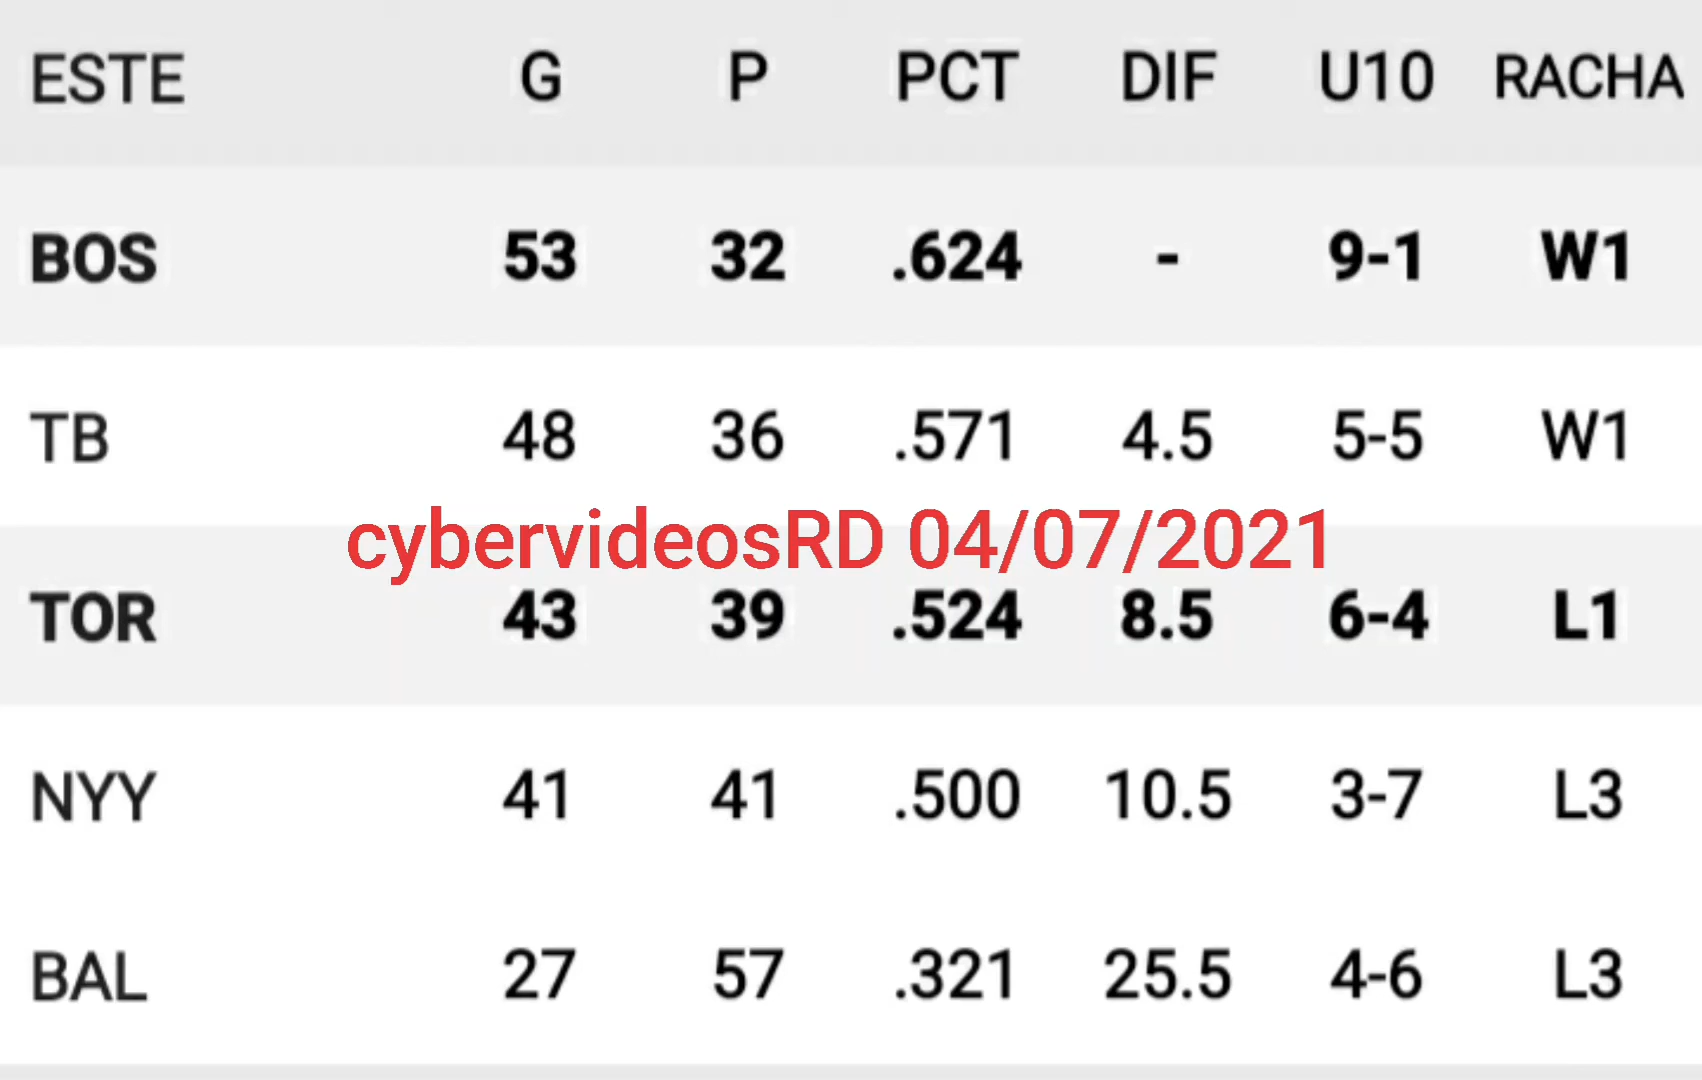 ESTE G P PCT DIF U10 RACHA
BOS 53 32 .624 - 9-1 W1
TB 48 36 .571 4.5 5-5 W1
cybervideosRD 04/07/2021
TOR 43 39 .524 8.5 6-4 L1
NYY 41 41 .500 10.5 3-7 L3
BAL 27 57 .321 25.5 4-6 L3